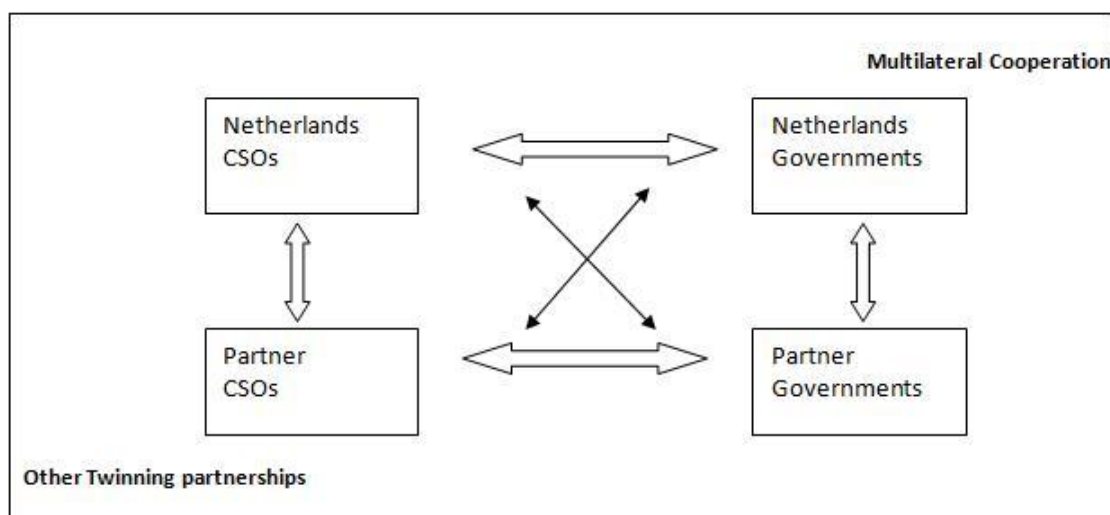 Multilateral Cooperation
Netherlands
CSOs
Netherlands
Governments
Partner
CSOs
Partner
Governments
Other Twinning partnerships